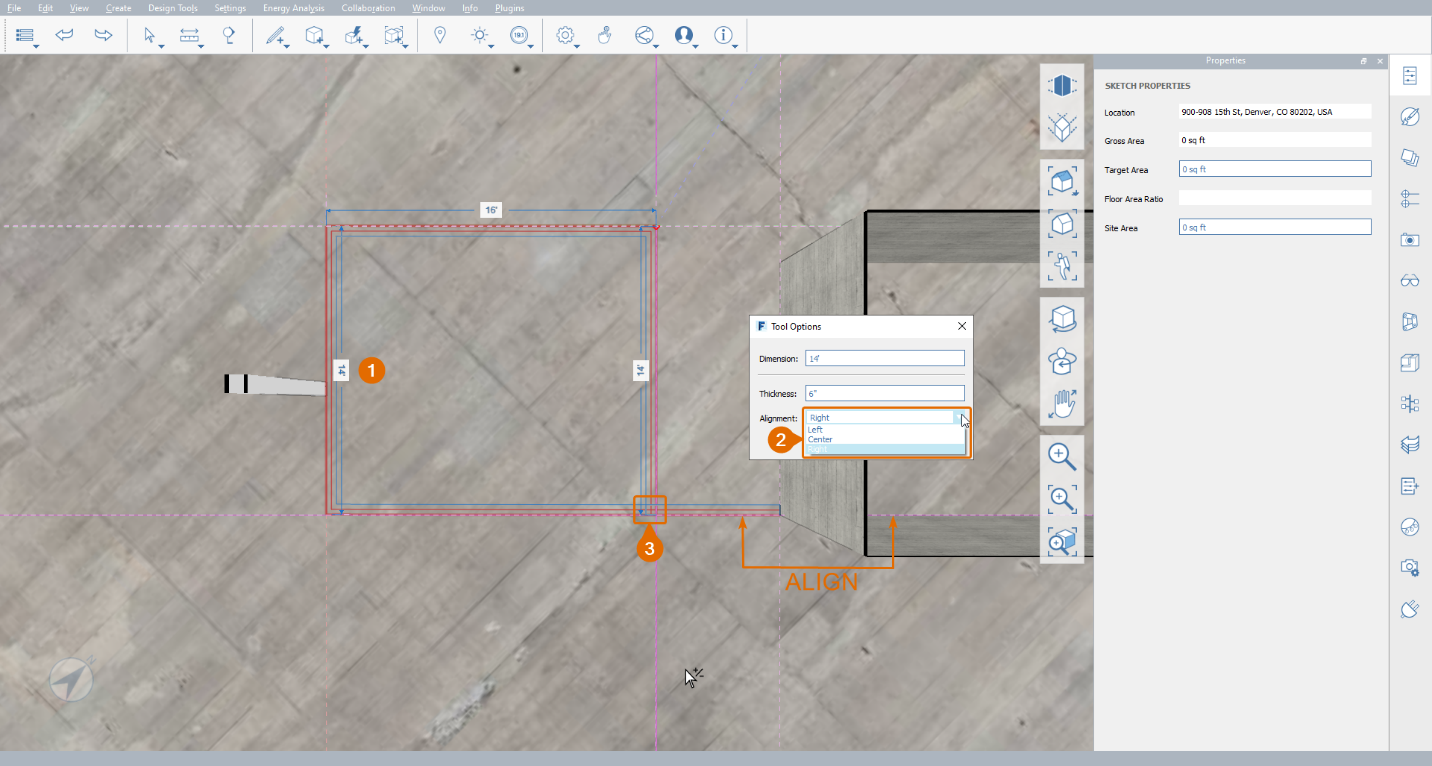 File Edit View Create Design Tools Settings Energy Analysis Collaboration Window Info Plugins
19.1
Properties
SKETCH PROPERTIES
Location 900-908 15th St, Denver, CO 80202, USA
Gross Area 0 sq ft
Target Area 0 sq ft
Floor Area Ratio
Site Area 0 sq ft
16'
14'
1
14'
F Tool Options
Dimension: 14'
Thickness: 6"
Alignment: Right
Left
2
Center
Right
3
ALIGN